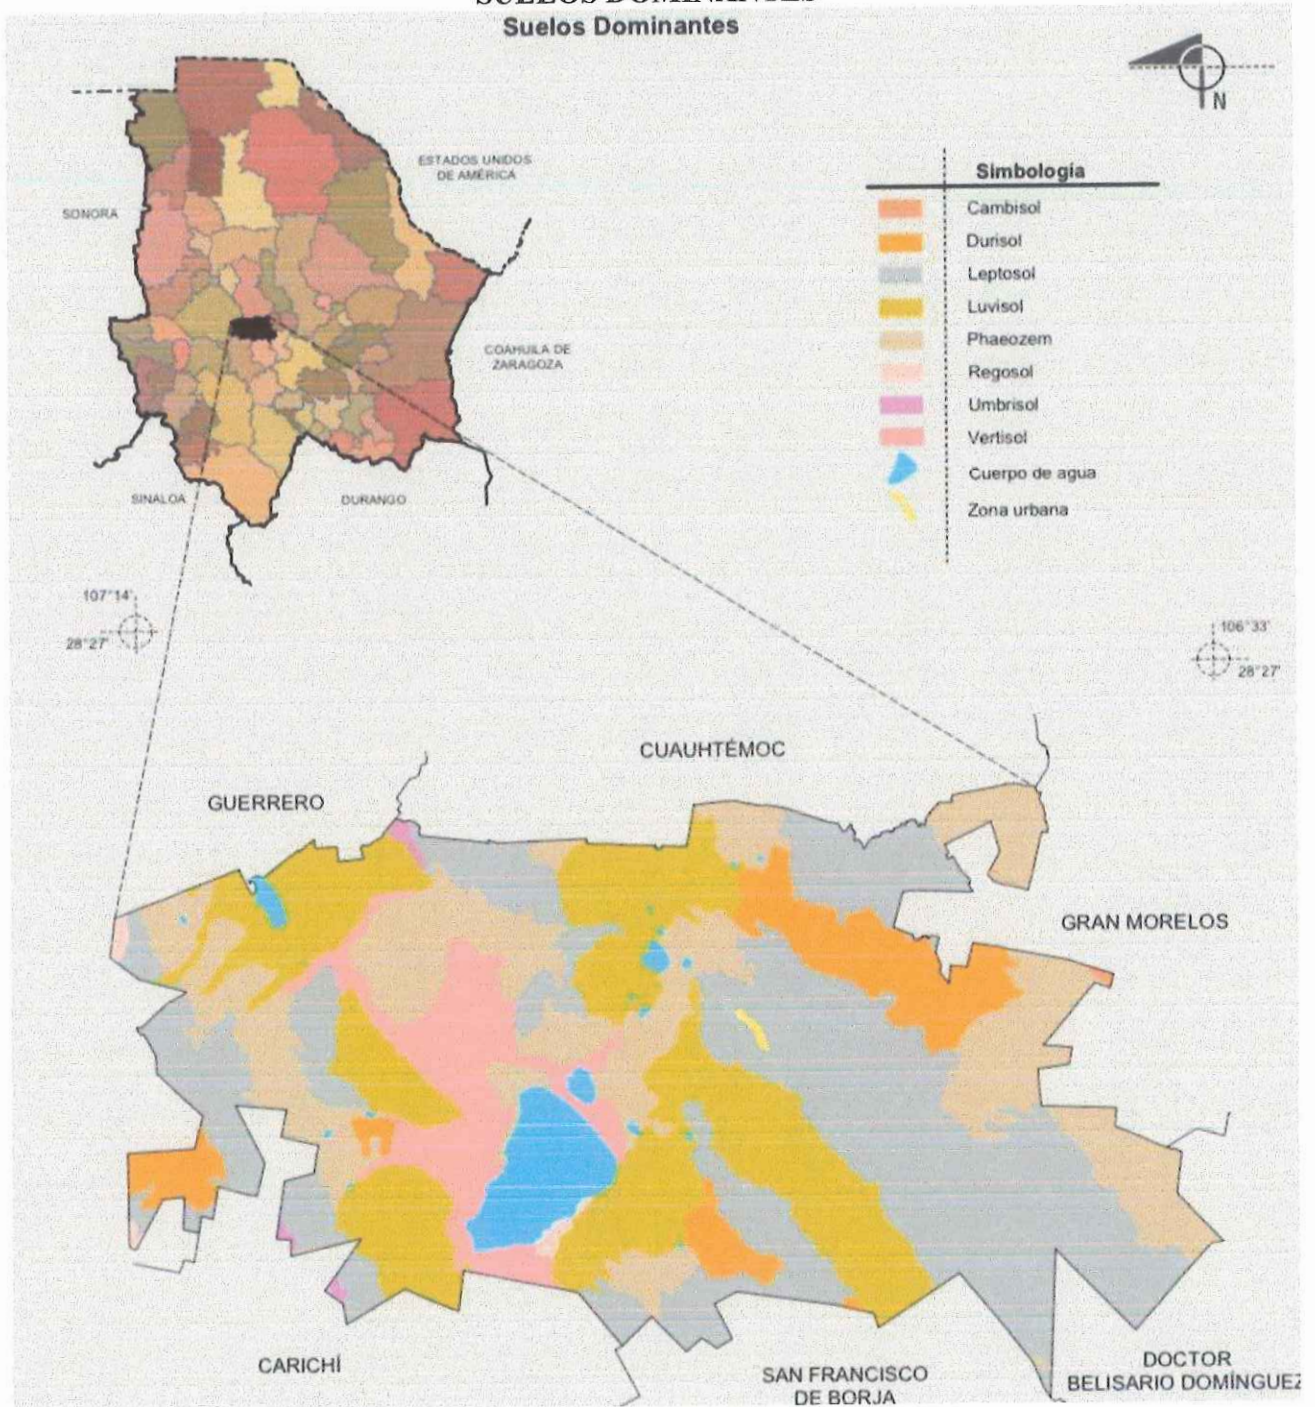 SUELOS DOMINANTES
Suelos Dominantes
N
ESTADOS UNIDOS
DE AMÉRICA
SONORA
COAHUILA DE
ZARAGOZA
SINALOA
DURANGO
Simbología
Cambisol
Durisol
Leptosol
Luvisol
Phaeozem
Regosol
Umbrisol
Vertisol
Cuerpo de agua
Zona urbana
107°14'
28°27'
106°33'
28°27'
CUAUHTÉMOC
GUERRERO
GRAN MORELOS
CARICHÍ
SAN FRANCISCO
DE BORJA
DOCTOR
BELISARIO DOMÍNGUEZ